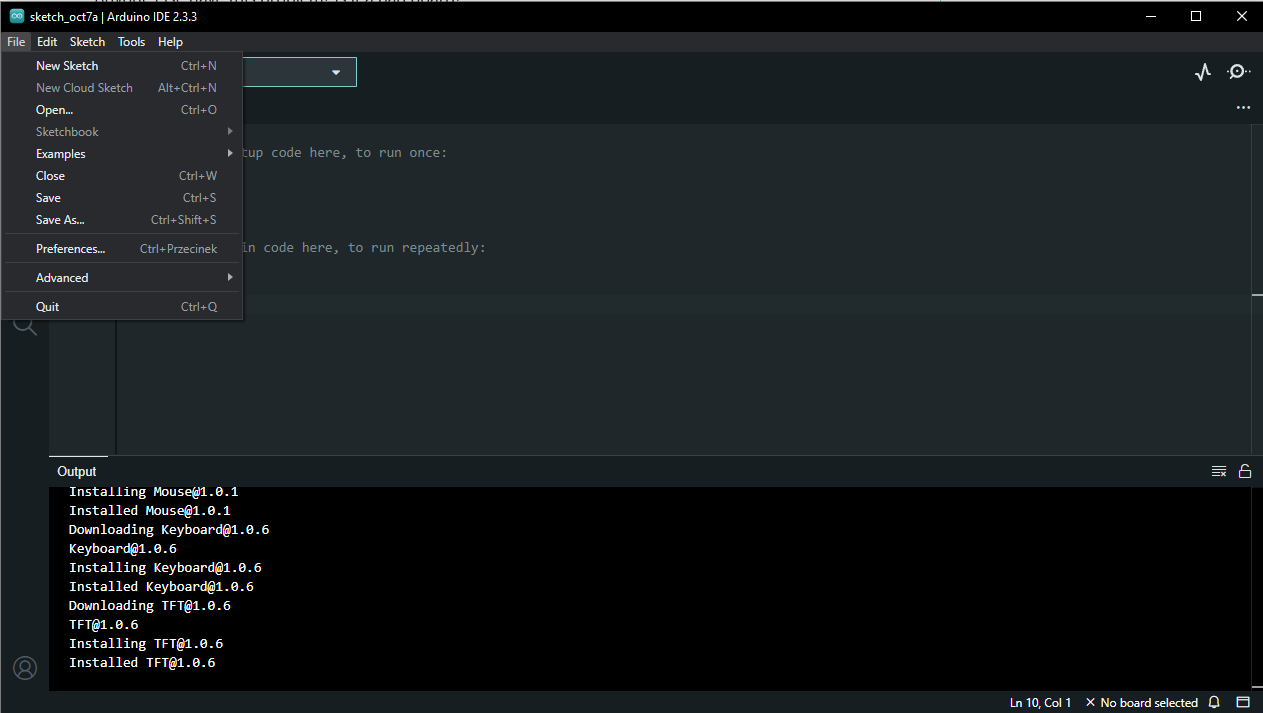 sketch_oct7a | Arduino IDE 2.3.3
File Edit Sketch Tools Help
New Sketch Ctrl+N
New Cloud Sketch Alt+Ctrl+N
Open... Ctrl+O
Sketchbook
Examples
Close Ctrl+W
Save Ctrl+S
Save As... Ctrl+Shift+S
Preferences... Ctrl+Przecinek
Advanced
Quit Ctrl+Q
tup code here, to run once:
in code here, to run repeatedly:
Output
Installing Mouse@1.0.1
Installed Mouse@1.0.1
Downloading Keyboard@1.0.6
Keyboard@1.0.6
Installing Keyboard@1.0.6
Installed Keyboard@1.0.6
Downloading TFT@1.0.6
TFT@1.0.6
Installing TFT@1.0.6
Installed TFT@1.0.6
Ln 10, Col 1 × No board selected